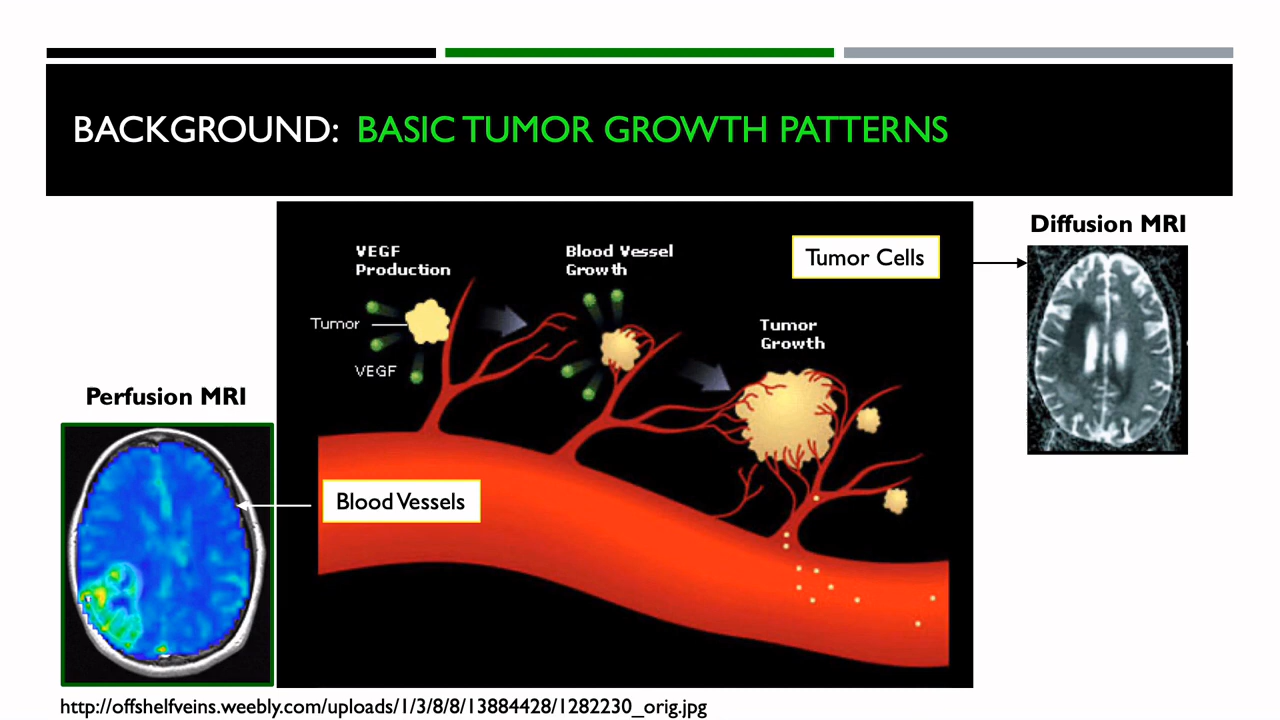 BACKGROUND: BASIC TUMOR GROWTH PATTERNS
Diffusion MRI
VEGF
Production
Blood Vessel
Growth
Tumor Cells
Tumor
Tumor
Growth
VEGF
Perfusion MRI
Blood Vessels
http://offshelfveins.weebly.com/uploads/1/3/8/8/13884428/1282230_orig.jpg